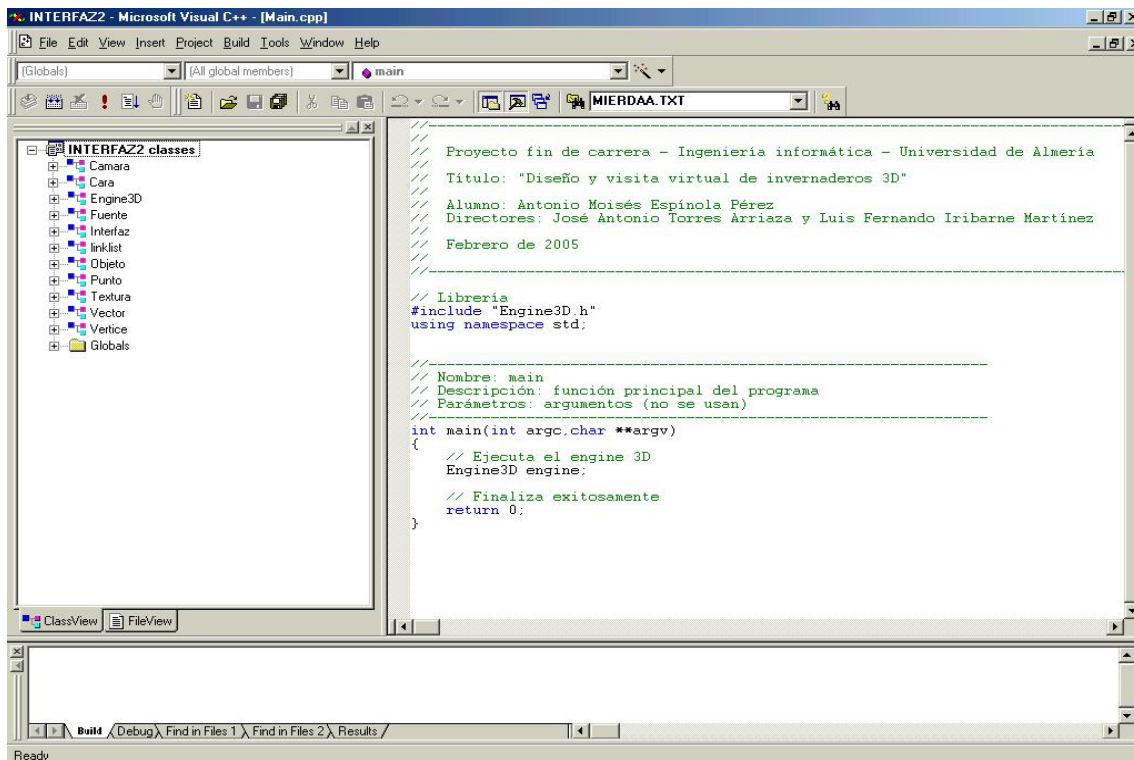 INTERFAZ2 - Microsoft Visual C++ - [Main.cpp]
File Edit View Insert Project Build Tools Window Help
(Globals) (All global members) main
MIERDAA.TXT
INTERFAZ2 classes
Camara
Cara
Engine3D
Fuente
Interfaz
linklist
Objeto
Punto
Textura
Vector
Vertice
Globals
ClassView FileView
//------------------------------------------------------------------------------
//
// Proyecto fin de carrera - Ingeniería informática - Universidad de Almería
//
// Título: "Diseño y visita virtual de invernaderos 3D"
//
// Alumno: Antonio Moisés Espínola Pérez
// Directores: José Antonio Torres Arriaza y Luis Fernando Iribarne Martínez
//
// Febrero de 2005
//
//------------------------------------------------------------------------------
// Librería
#include "Engine3D.h"
using namespace std;
//--------------------------------------------------------------
// Nombre: main
// Descripción: función principal del programa
// Parámetros: argumentos (no se usan)
//--------------------------------------------------------------
int main(int argc,char **argv)
{
// Ejecuta el engine 3D
Engine3D engine;
// Finaliza exitosamente
return 0;
}
Build Debug Find in Files 1 Find in Files 2 Results
Ready